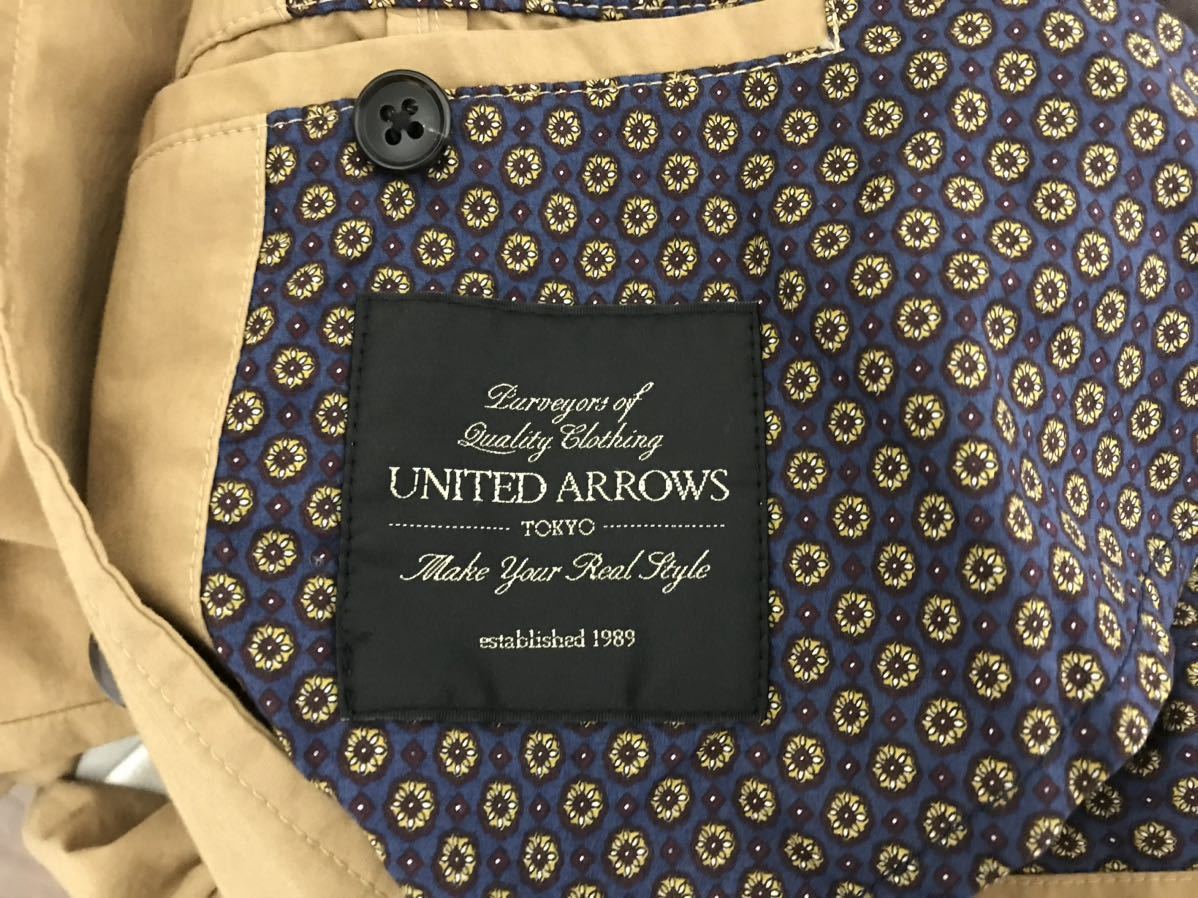 Purveyors of
Quality Clothing
UNITED ARROWS
TOKYO
Make Your Real Style
established 1989